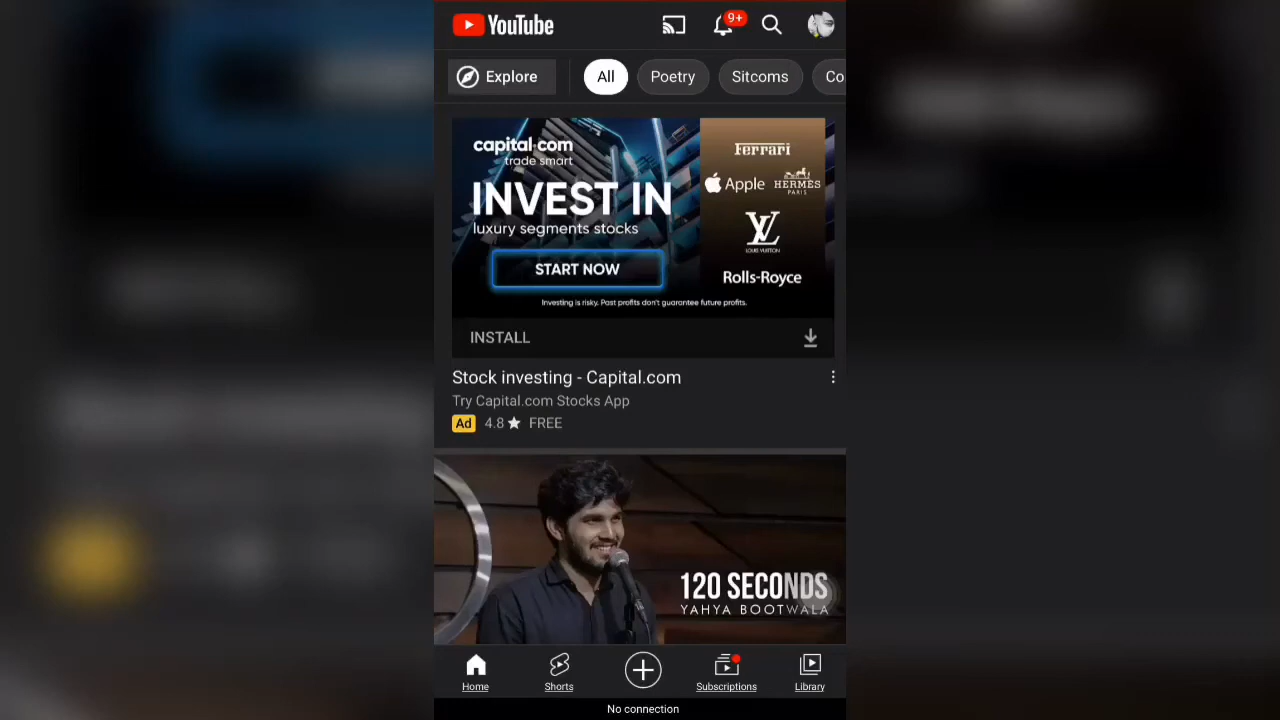 YouTube
9+
Explore
All
Poetry
Sitcoms
Co
capital.com
trade smart
INVEST IN
luxury segments stocks
START NOW
Ferrari
Apple
HERMES
PARIS
LV
LOUIS VUITTON
Rolls-Royce
Investing is risky. Past profits don't guarantee future profits.
INSTALL
Stock investing - Capital.com
Try Capital.com Stocks App
Ad 4.8★ FREE
120 SECONDS
YAHYA BOOTWALA
Home
Shorts
Subscriptions
Library
No connection